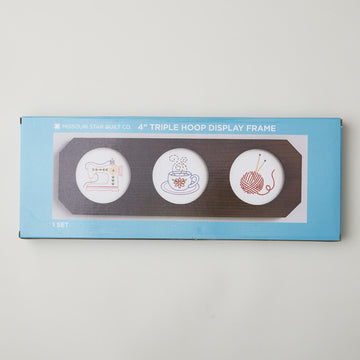 MISSOURI STAR QUILT CO. 4" TRIPLE HOOP DISPLAY FRAME
1 SET